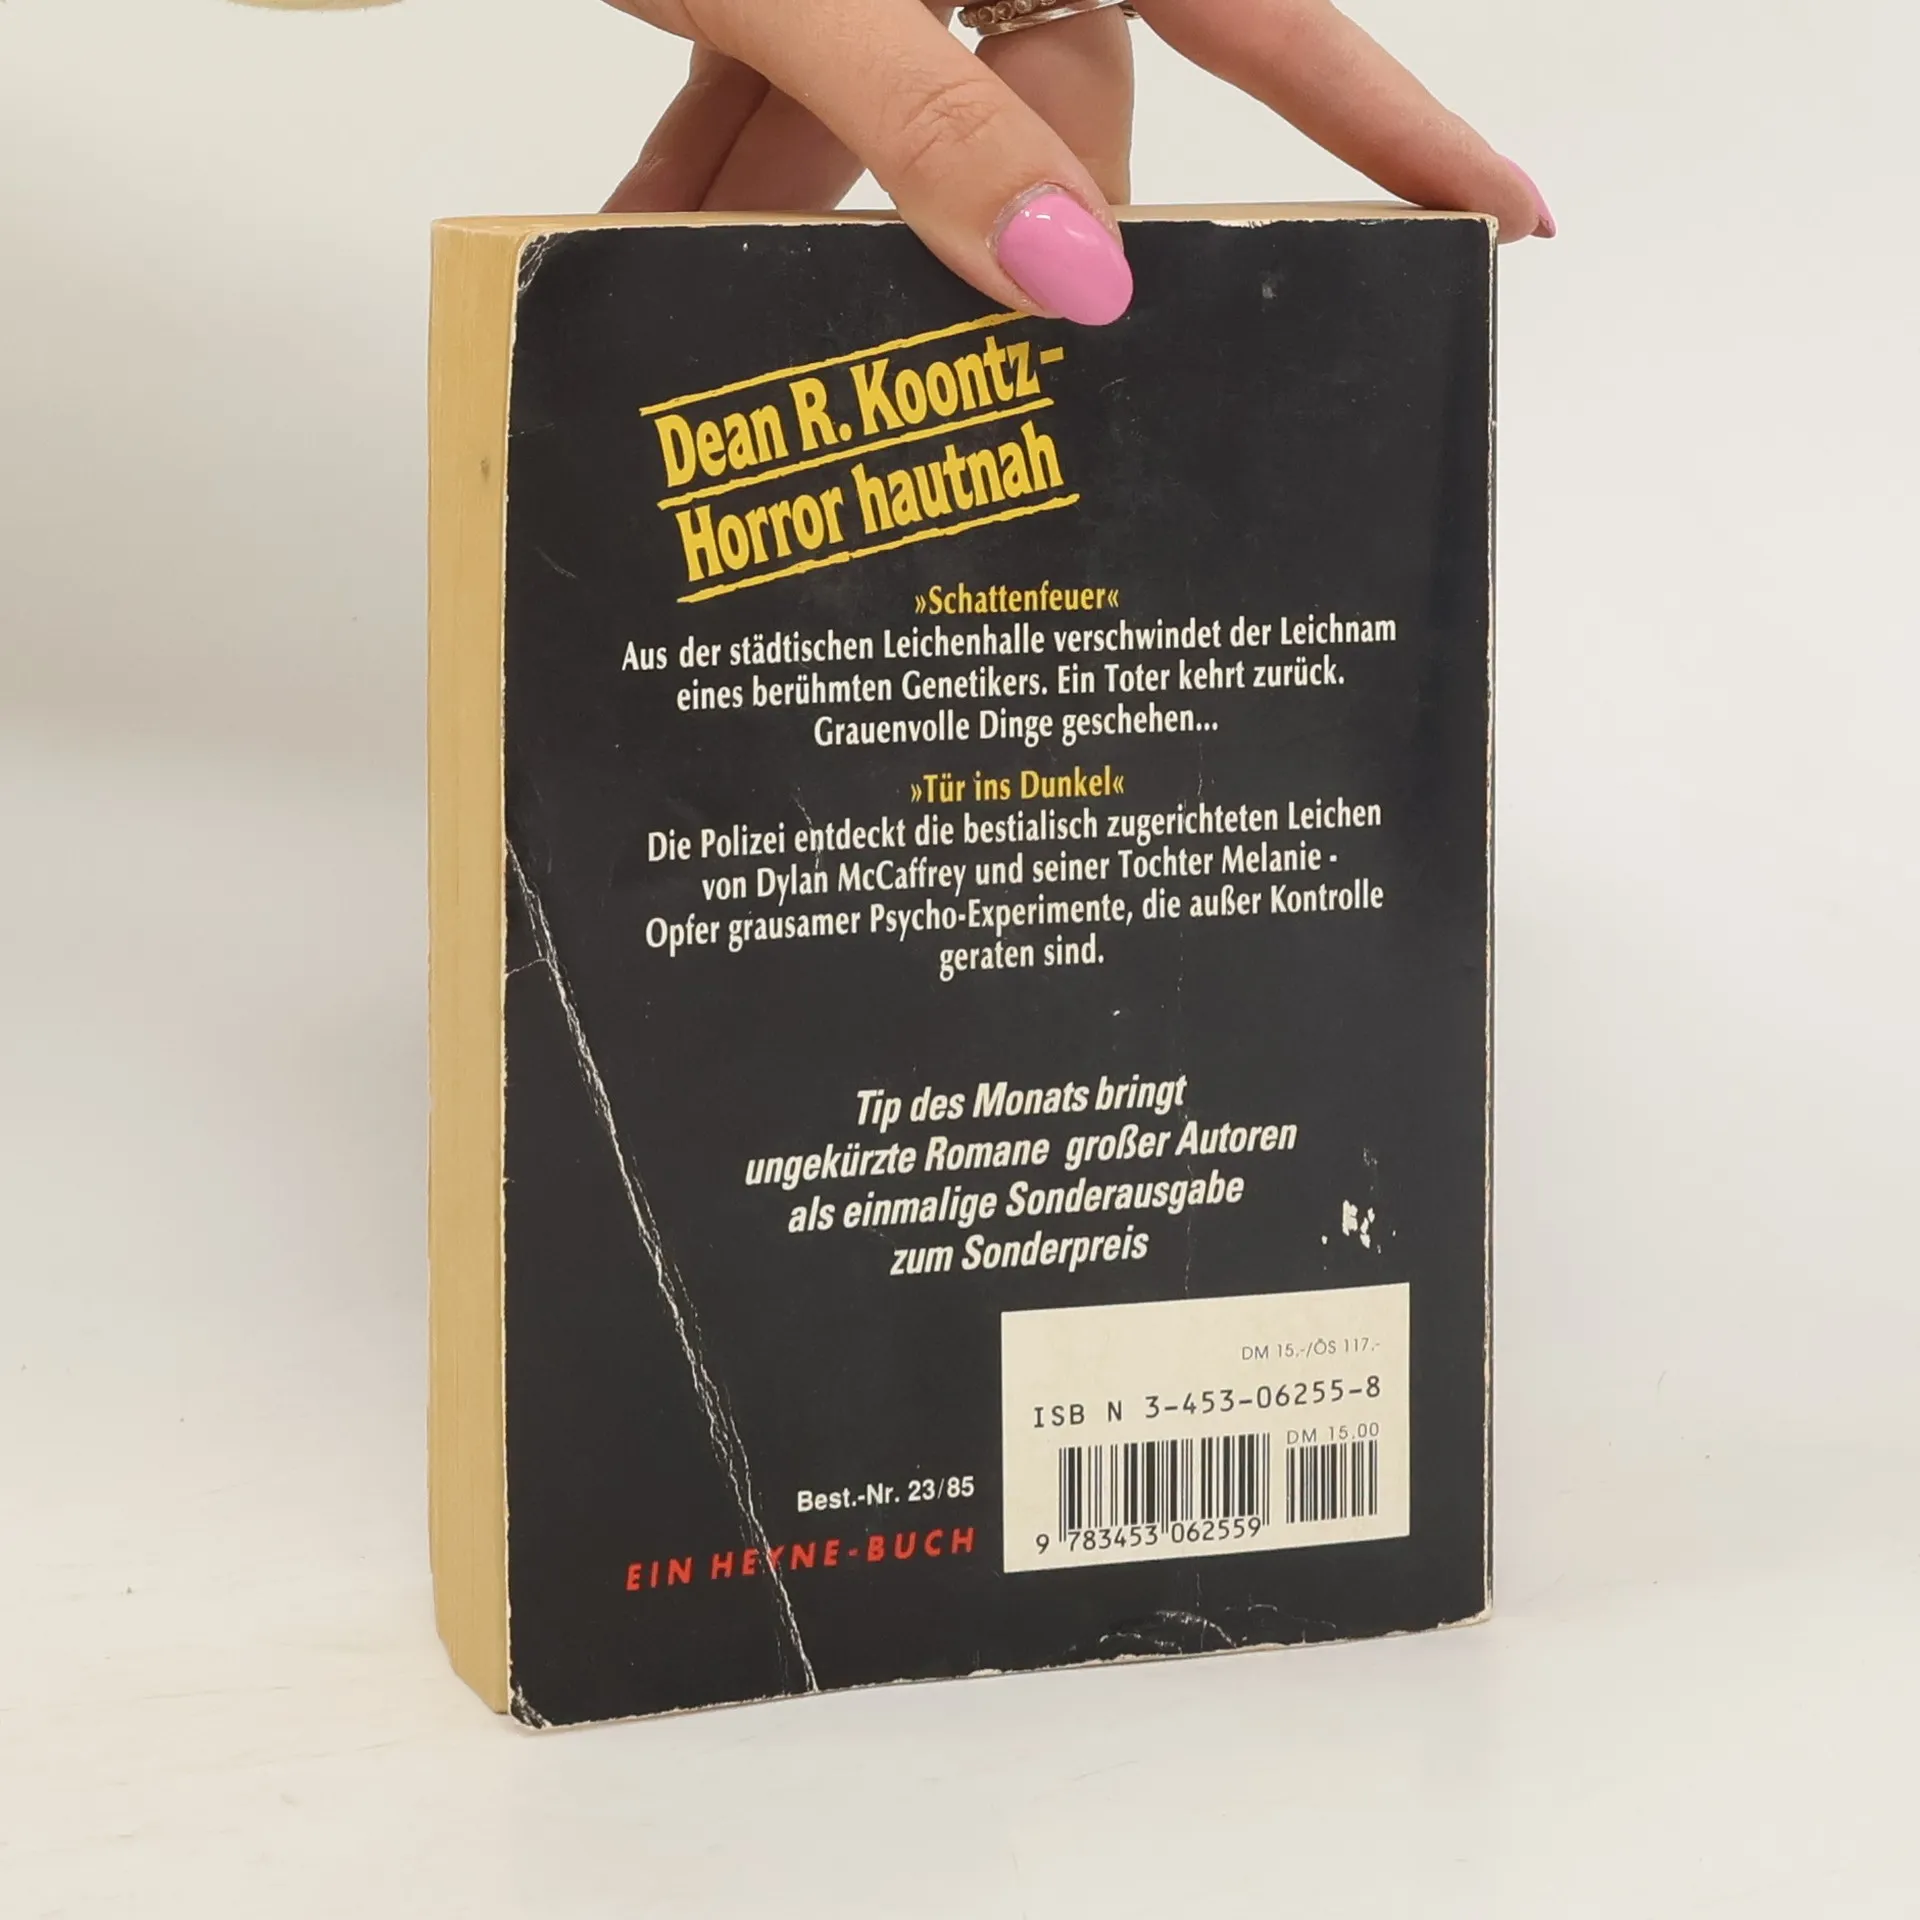 Dean R. Koontz-
Horror hautnah
»Schattenfeuer«
Aus der städtischen Leichenhalle verschwindet der Leichnam
eines berühmten Genetikers. Ein Toter kehrt zurück.
Grauenvolle Dinge geschehen...
»Tür ins Dunkel«
Die Polizei entdeckt die bestialisch zugerichteten Leichen
von Dylan McCaffrey und seiner Tochter Melanie -
Opfer grausamer Psycho-Experimente, die außer Kontrolle
geraten sind.
Tip des Monats bringt
ungekürzte Romane großer Autoren
als einmalige Sonderausgabe
zum Sonderpreis
DM 15,-/ÖS 117,-
ISB N 3-453-06255-8
DM 15.00
9 783453 062559
Best.-Nr. 23/85
EIN HEYNE-BUCH